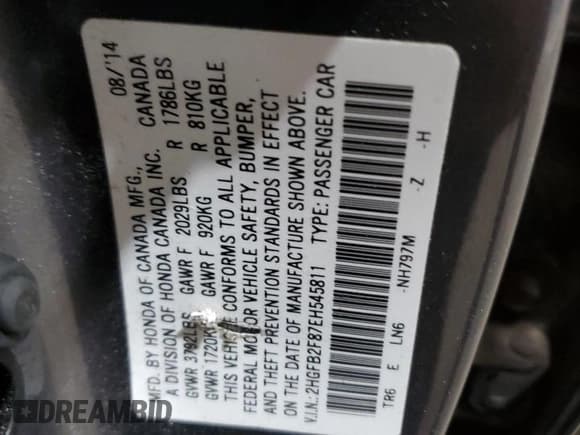 MFD. BY HONDA OF CANADA MFG., 08/'14
A DIVISION OF HONDA CANADA INC. CANADA
GVWR 3792LBS GAWR F 2029LBS R 1786LBS
GVWR 1720KG GAWR F 920KG R 810KG
THIS VEHICLE CONFORMS TO ALL APPLICABLE
FEDERAL MOTOR VEHICLE SAFETY, BUMPER,
AND THEFT PREVENTION STANDARDS IN EFFECT
ON THE DATE OF MANUFACTURE SHOWN ABOVE.
V.I.N.: 2HGFB2F87EH545811 TYPE: PASSENGER CAR
TR6 E LN6 -NH797M -Z -H
DREAMBID